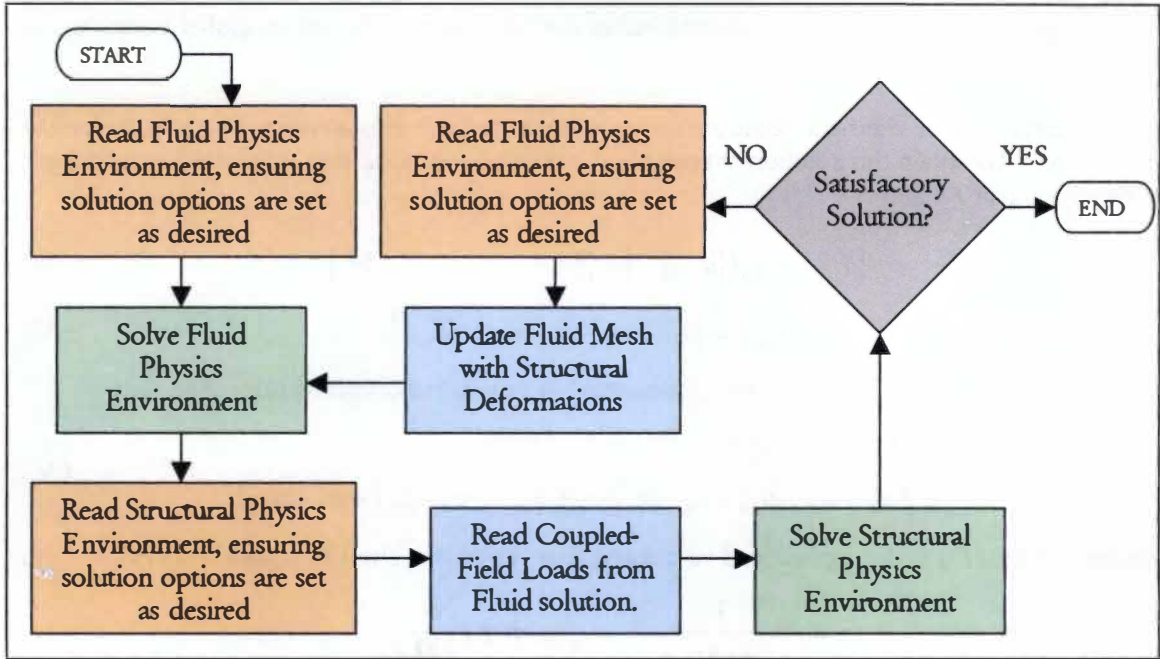 START
Read Fluid Physics
Environment, ensuring
solution options are set
as desired
Read Fluid Physics
Environment, ensuring
solution options are set
as desired
NO
Satisfactory
Solution?
YES
END
Solve Fluid
Physics
Environment
Update Fluid Mesh
with Structural
Deformations
Read Structural Physics
Environment, ensuring
solution options are set
as desired
Read Coupled-
Field Loads from
Fluid solution.
Solve Structural
Physics
Environment